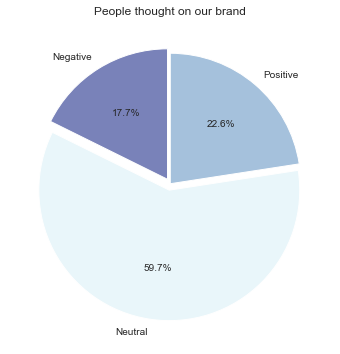 People thought on our brand
Negative
Positive
17.7%
22.6%
59.7%
Neutral